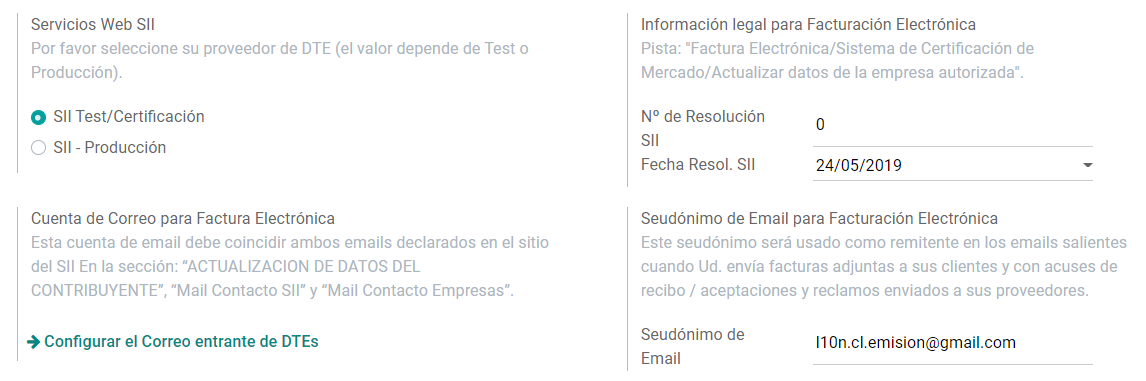 Servicios Web SII
Por favor seleccione su proveedor de DTE (el valor depende de Test o
Producción).
SII Test/Certificación
SII - Producción
Información legal para Facturación Electrónica
Pista: "Factura Electrónica/Sistema de Certificación de
Mercado/Actualizar datos de la empresa autorizada".
Nº de Resolución
SII
0
Fecha Resol. SII
24/05/2019
Cuenta de Correo para Factura Electrónica
Esta cuenta de email debe coincidir ambos emails declarados en el sitio
del SII En la sección: “ACTUALIZACION DE DATOS DEL
CONTRIBUYENTE”, “Mail Contacto SII” y “Mail Contacto Empresas”.
Configurar el Correo entrante de DTEs
Seudónimo de Email para Facturación Electrónica
Este seudónimo será usado como remitente en los emails salientes
cuando Ud. envía facturas adjuntas a sus clientes y con acuses de
recibo / aceptaciones y reclamos enviados a sus proveedores.
Seudónimo de
Email
l10n.cl.emision@gmail.com